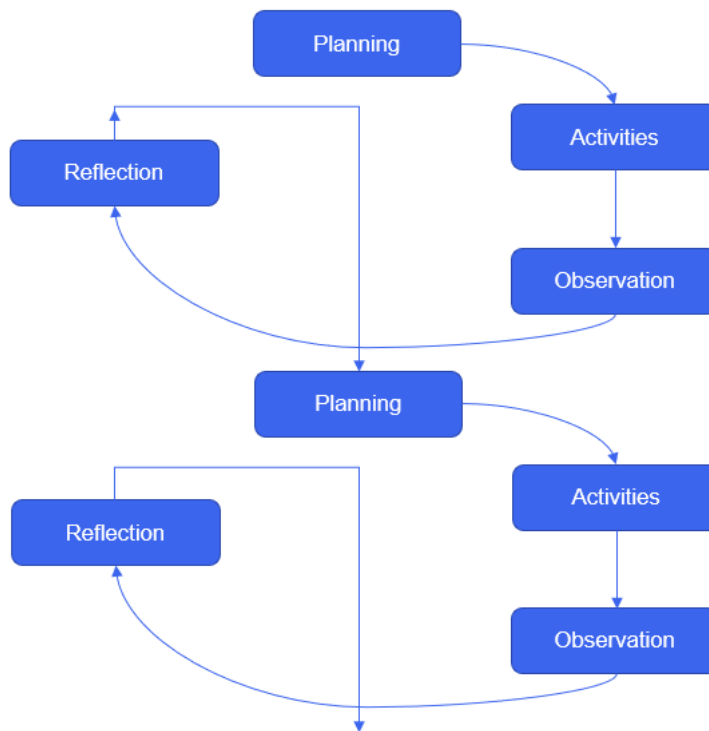 Planning
Activities
Reflection
Observation
Planning
Activities
Reflection
Observation